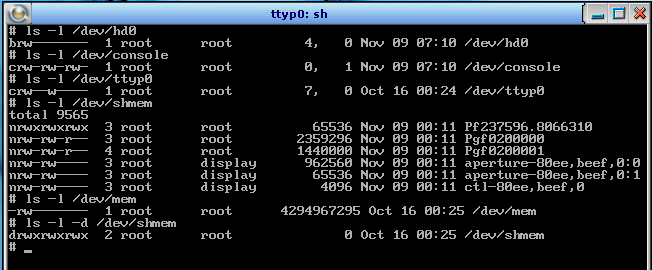 ttyp0: sh
# ls -l /dev/hd0
brw------- 1 root root 4, 0 Nov 09 07:10 /dev/hd0
# ls -l /dev/console
crw-rw-rw- 1 root root 0, 1 Nov 09 07:10 /dev/console
# ls -l /dev/ttyp0
crw--w---- 1 root root 7, 0 Oct 16 00:24 /dev/ttyp0
# ls -l /dev/shmem
total 9565
nrwxrwxrwx 3 root root 65536 Nov 09 00:11 Pf237596.8066310
nrw-rw-r-- 3 root root 2359296 Nov 09 00:11 Pgf0200000
nrw-rw-r-- 4 root root 1440000 Nov 09 00:11 Pgf0200001
nrw-rw---- 3 root display 962560 Nov 09 00:11 aperture-80ee,beef,0:0
nrw-rw---- 3 root display 65536 Nov 09 00:11 aperture-80ee,beef,0:1
nrw-rw---- 3 root display 4096 Nov 09 00:11 ctl-80ee,beef,0
# ls -l /dev/mem
-rw------- 1 root root 4294967295 Oct 16 00:25 /dev/mem
# ls -l -d /dev/shmem
drwxrwxrwx 2 root root 0 Oct 16 00:25 /dev/shmem
# _